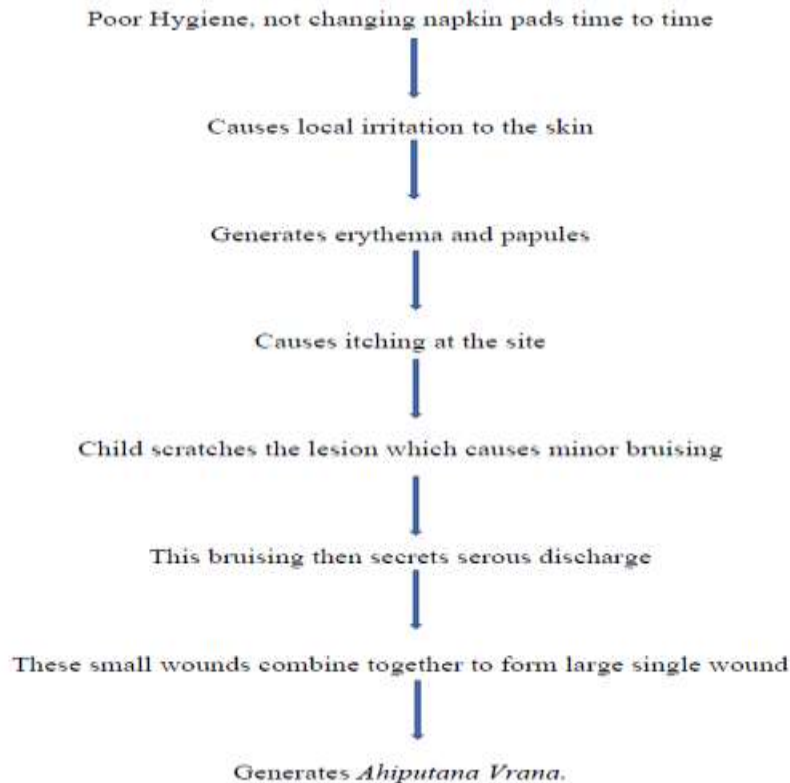 Poor Hygiene, not changing napkin pads time to time
Causes local irritation to the skin
Generates erythema and papules
Causes itching at the site
Child scratches the lesion which causes minor bruising
This bruising then secrets serous discharge
These small wounds combine together to form large single wound
Generates Ahiputana Vrana.